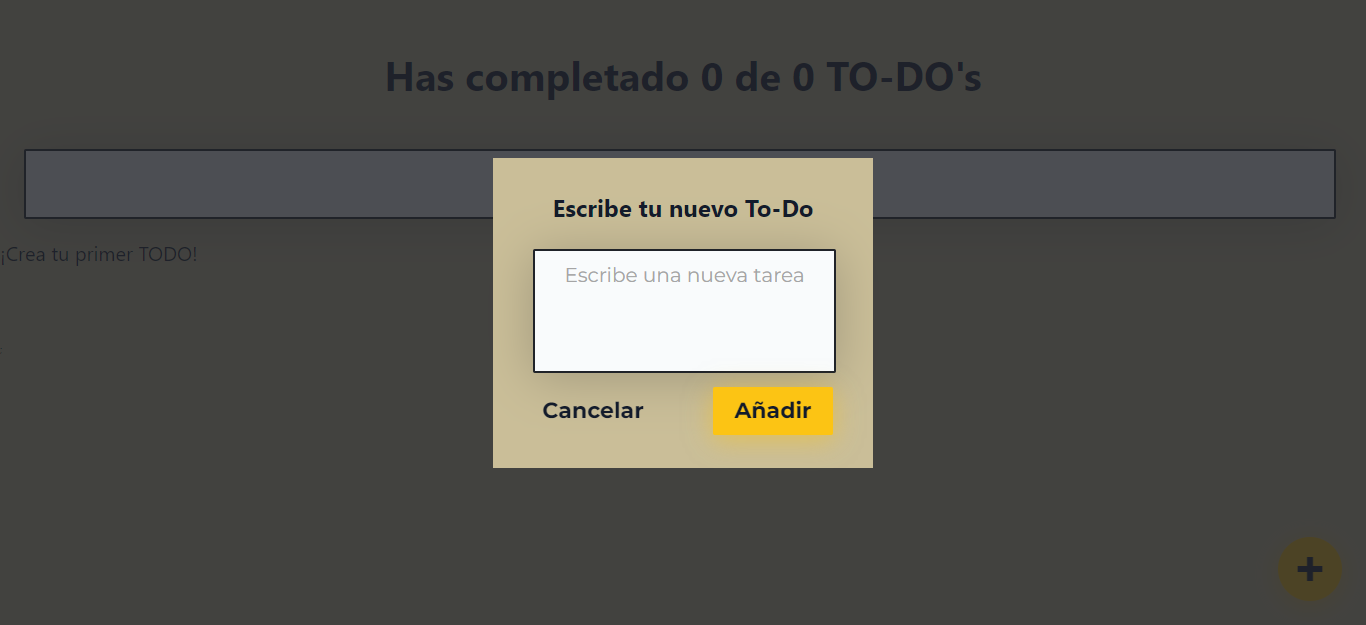 Has completado 0 de 0 TO-DO's
Escribe tu nuevo To-Do
¡Crea tu primer TODO!
Escribe una nueva tarea
Cancelar
Añadir
+